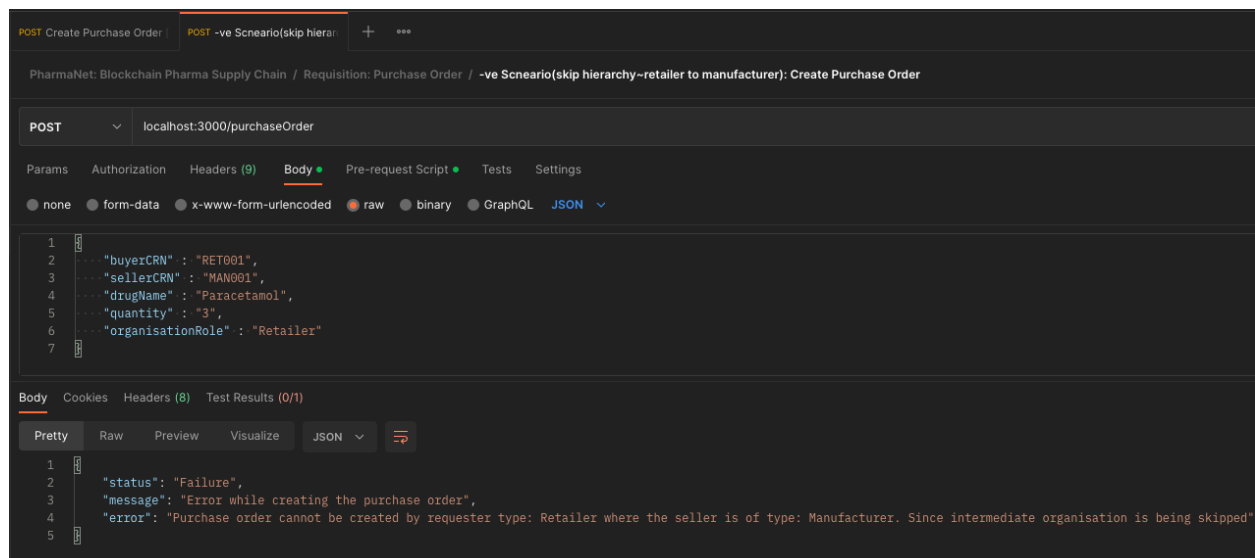 POST Create Purchase Order | POST -ve Scneario(skip hierar + ooo
PharmaNet: Blockchain Pharma Supply Chain / Requisition: Purchase Order / -ve Scneario(skip hierarchy~retailer to manufacturer): Create Purchase Order
POST localhost:3000/purchaseOrder
Params Authorization Headers (9) Body Pre-request Script Tests Settings
none form-data x-www-form-urlencoded raw binary GraphQL JSON
1 {
2 "buyerCRN" : "RET001",
3 "sellerCRN" : "MAN001",
4 "drugName" : "Paracetamol",
5 "quantity" : "3",
6 "organisationRole" : "Retailer"
7 }
Body Cookies Headers (8) Test Results (0/1)
Pretty Raw Preview Visualize JSON
1 {
2 "status": "Failure",
3 "message": "Error while creating the purchase order",
4 "error": "Purchase order cannot be created by requester type: Retailer where the seller is of type: Manufacturer. Since intermediate organisation is being skipped"
5 }